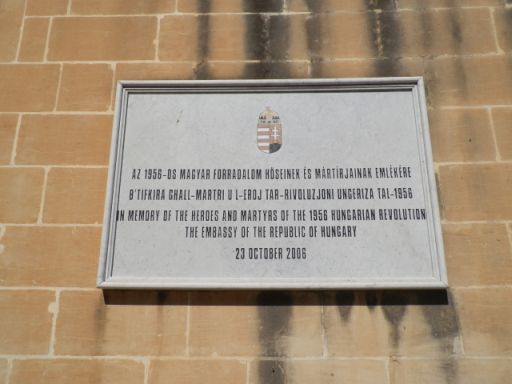 AZ 1956-OS MAGYAR FORRADALOM HŐSEINEK ÉS MÁRTÍRJAINAK EMLÉKÉRE
B'TIFKIRA GĦALL-MARTRI U L-EROJ TAR-RIVOLUZJONI UNGERIŻA TAL-1956
IN MEMORY OF THE HEROES AND MARTYRS OF THE 1956 HUNGARIAN REVOLUTION
THE EMBASSY OF THE REPUBLIC OF HUNGARY
23 OCTOBER 2006